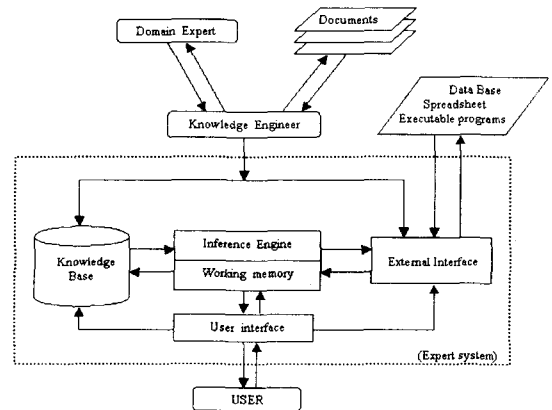 Documents
Domain Expert
Data Base
Spreadsheet
Executable programs
Knowledge Engineer
Inference Engine
Knowledge
Base
External Interface
Working memory
User interface
(Expert system)
USER